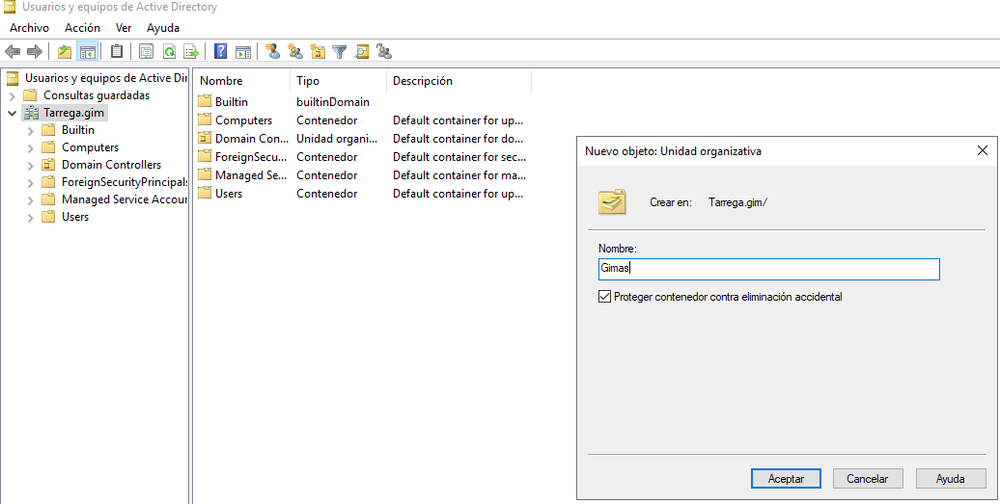 Usuarios y equipos de Active Directory
Archivo Acción Ver Ayuda
Usuarios y equipos de Active Dir
Consultas guardadas
Tarrega.gim
Builtin
Computers
Domain Controllers
ForeignSecurityPrincipals
Managed Service Accour
Users
Nombre Tipo Descripción
Builtin builtinDomain
Computers Contenedor Default container for up...
Domain Con... Unidad organi... Default container for do...
ForeignSecu... Contenedor Default container for sec...
Managed Se... Contenedor Default container for ma...
Users Contenedor Default container for up...
Nuevo objeto: Unidad organizativa
Crear en: Tarrega.gim/
Nombre:
Gimas
Proteger contenedor contra eliminación accidental
Aceptar Cancelar Ayuda